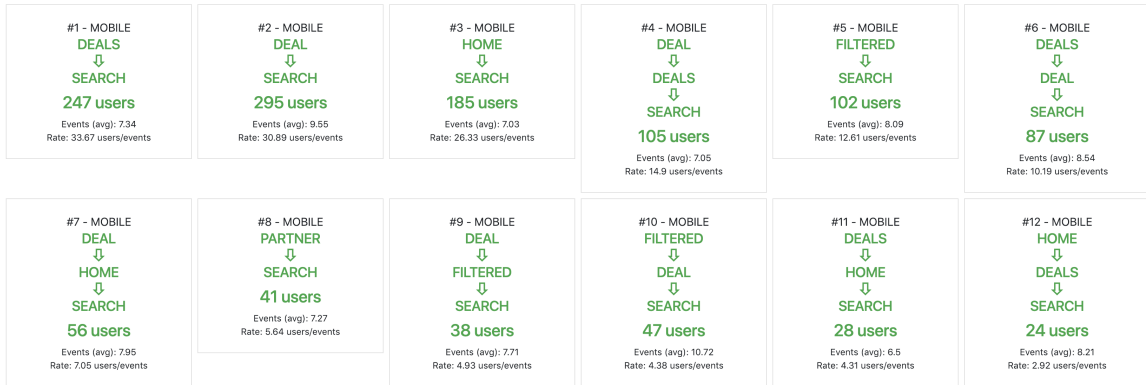 #1 - MOBILE
DEALS
⇩
SEARCH
247 users
Events (avg): 7.34
Rate: 33.67 users/events
#2 - MOBILE
DEAL
⇩
SEARCH
295 users
Events (avg): 9.55
Rate: 30.89 users/events
#3 - MOBILE
HOME
⇩
SEARCH
185 users
Events (avg): 7.03
Rate: 26.33 users/events
#4 - MOBILE
DEAL
⇩
DEALS
⇩
SEARCH
105 users
Events (avg): 7.05
Rate: 14.9 users/events
#5 - MOBILE
FILTERED
⇩
SEARCH
102 users
Events (avg): 8.09
Rate: 12.61 users/events
#6 - MOBILE
DEALS
⇩
DEAL
⇩
SEARCH
87 users
Events (avg): 8.54
Rate: 10.19 users/events
#7 - MOBILE
DEAL
⇩
HOME
⇩
SEARCH
56 users
Events (avg): 7.95
Rate: 7.05 users/events
#8 - MOBILE
PARTNER
⇩
SEARCH
41 users
Events (avg): 7.27
Rate: 5.64 users/events
#9 - MOBILE
DEAL
⇩
FILTERED
⇩
SEARCH
38 users
Events (avg): 7.71
Rate: 4.93 users/events
#10 - MOBILE
FILTERED
⇩
DEAL
⇩
SEARCH
47 users
Events (avg): 10.72
Rate: 4.38 users/events
#11 - MOBILE
DEALS
⇩
HOME
⇩
SEARCH
28 users
Events (avg): 6.5
Rate: 4.31 users/events
#12 - MOBILE
HOME
⇩
DEALS
⇩
SEARCH
24 users
Events (avg): 8.21
Rate: 2.92 users/events